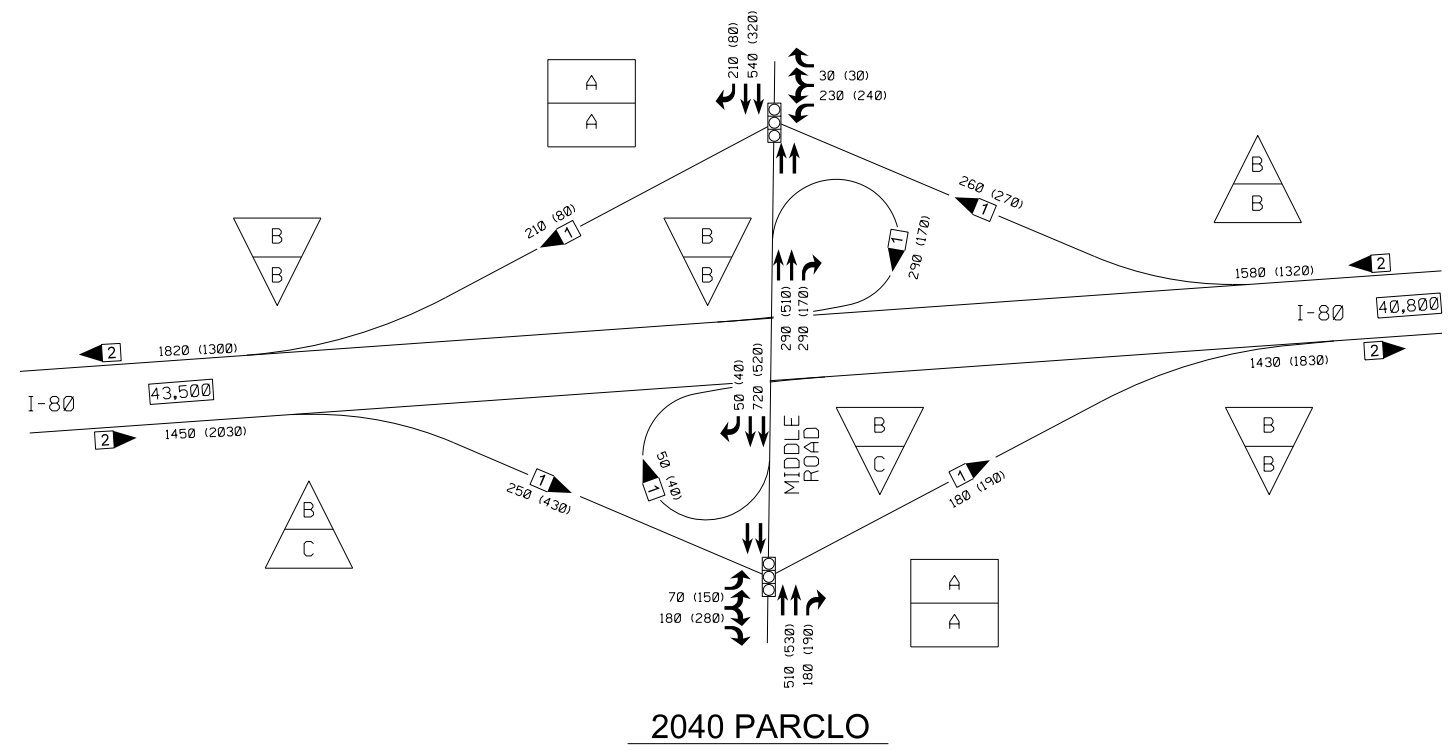 210 (80)
540 (320)
30 (30)
230 (240)
A
A
B
B
260 (270)
1
210 (80)
1
B
B
B
B
1
290 (170)
1580 (1320)
2
I-80
40,800
290 (510)
290 (170)
2
1820 (1300)
1430 (1830)
2
I-80
43,500
50 (40)
720 (520)
2
1450 (2030)
MIDDLE
ROAD
B
C
B
B
50 (40)
1
1
250 (430)
1
180 (190)
B
C
70 (150)
180 (280)
A
A
510 (530)
180 (190)
2040 PARCLO